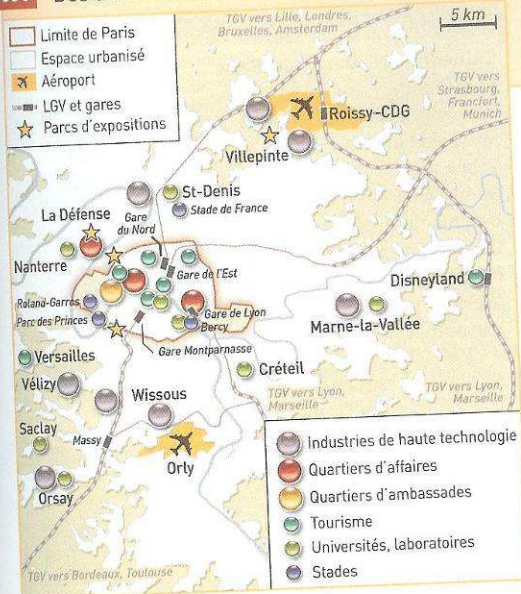 5 km
Limite de Paris
Espace urbanisé
Aéroport
LGV et gares
Parcs d'expositions
TGV vers Lille, Londres,
Bruxelles, Amsterdam
TGV vers
Strasbourg,
Francfort,
Munich
Roissy-CDG
Villepinte
St-Denis
Stade de France
La Défense
Gare
du Nord
Nanterre
Gare de l'Est
Disneyland
Roland-Garros
Parc des Princes
Gare de Lyon
Bercy
Marne-la-Vallée
Gare Montparnasse
Versailles
Créteil
Vélizy
Wissous
TGV vers Lyon,
Marseille
TGV vers Lyon,
Marseille
Saclay
Massy
Orly
Orsay
Industries de haute technologie
Quartiers d'affaires
Quartiers d'ambassades
Tourisme
Universités, laboratoires
Stades
TGV vers Bordeaux, Toulouse